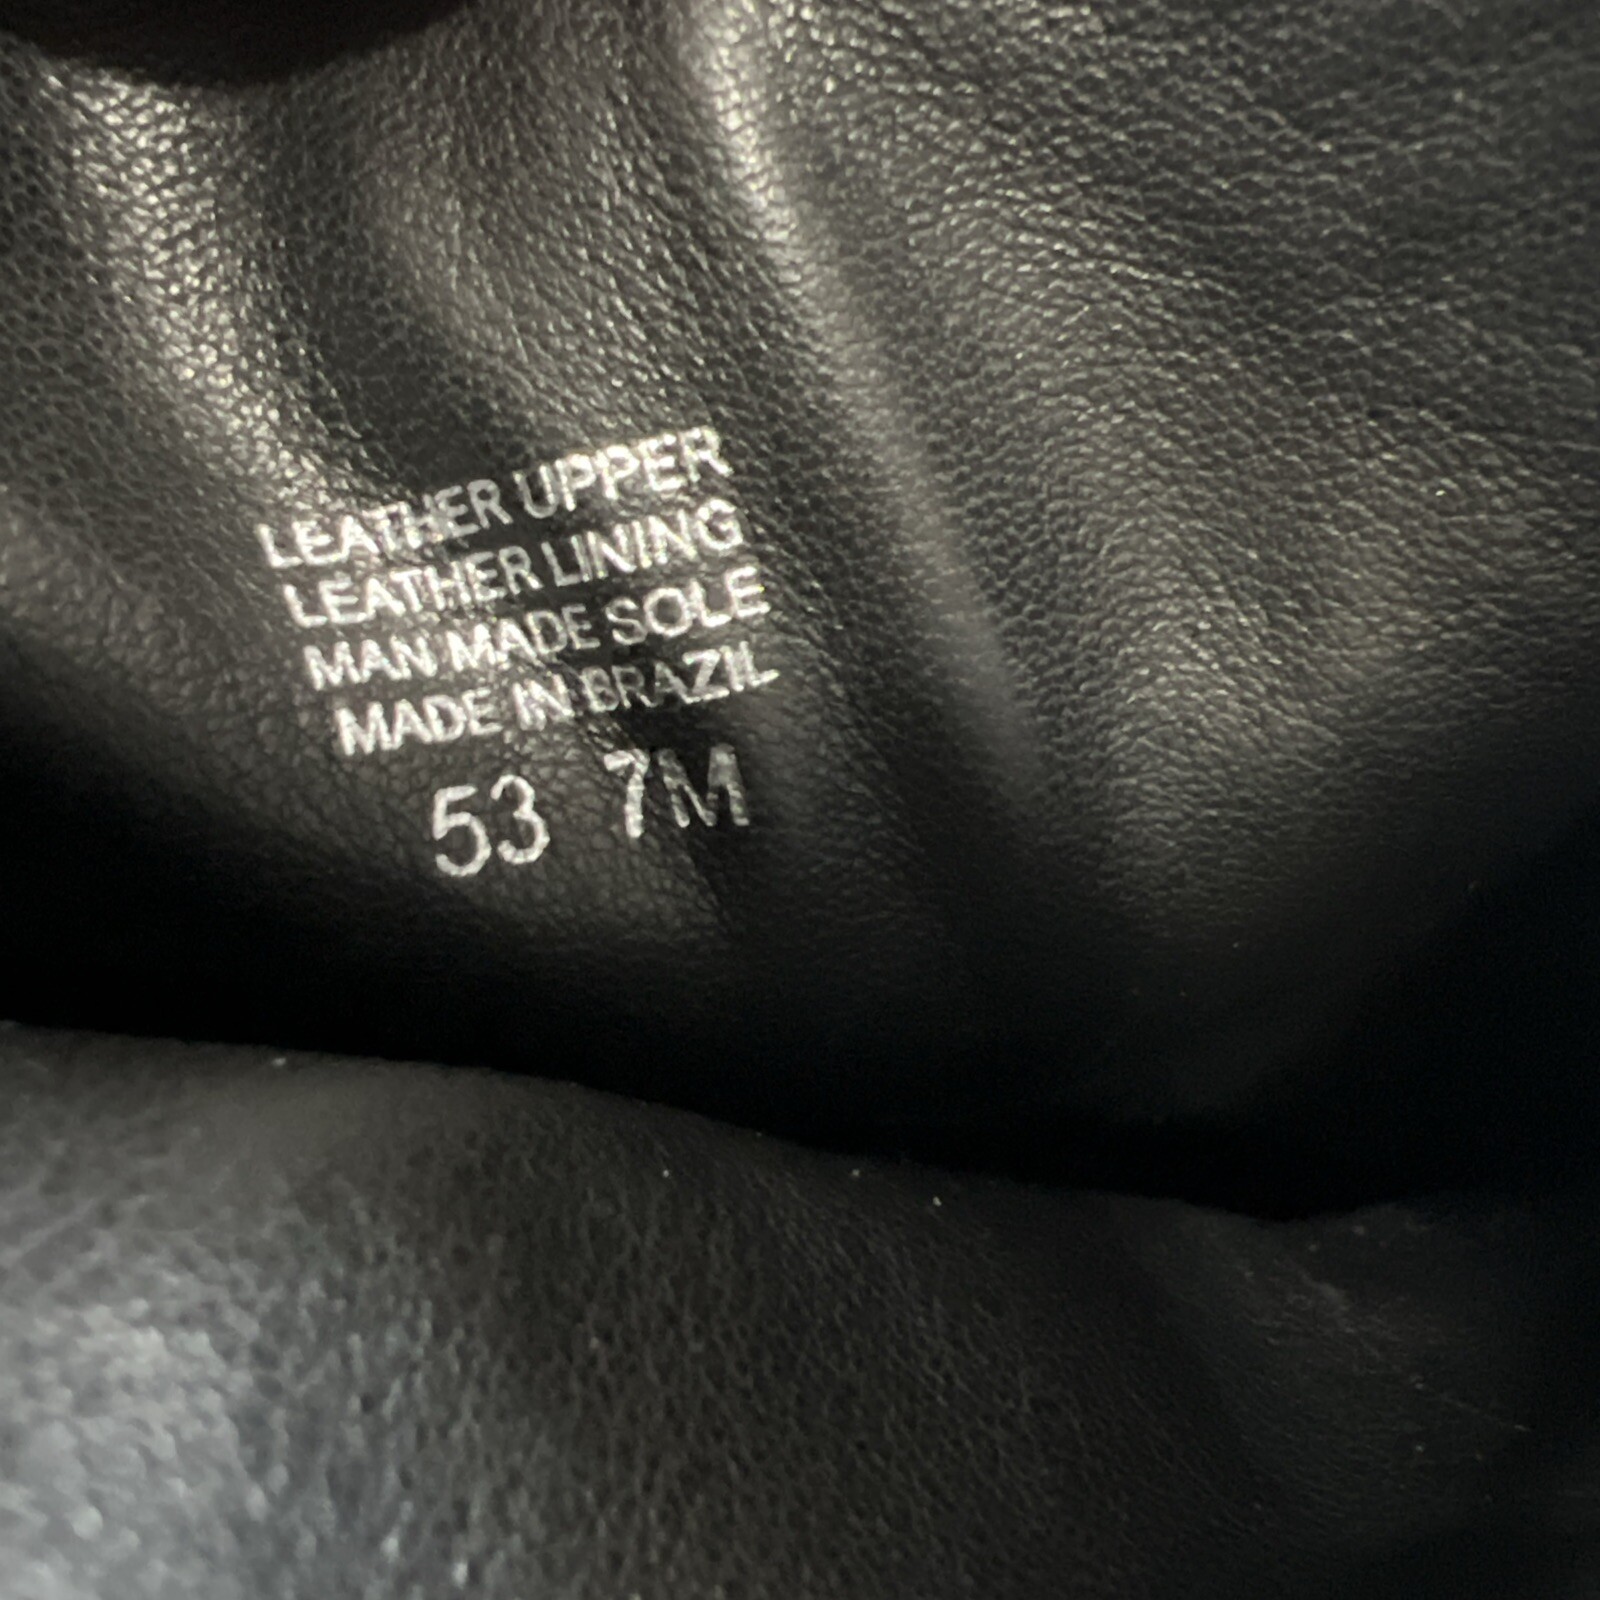 LEATHER UPPER
LEATHER LINING
MAN MADE SOLE
MADE IN BRAZIL
53 7M